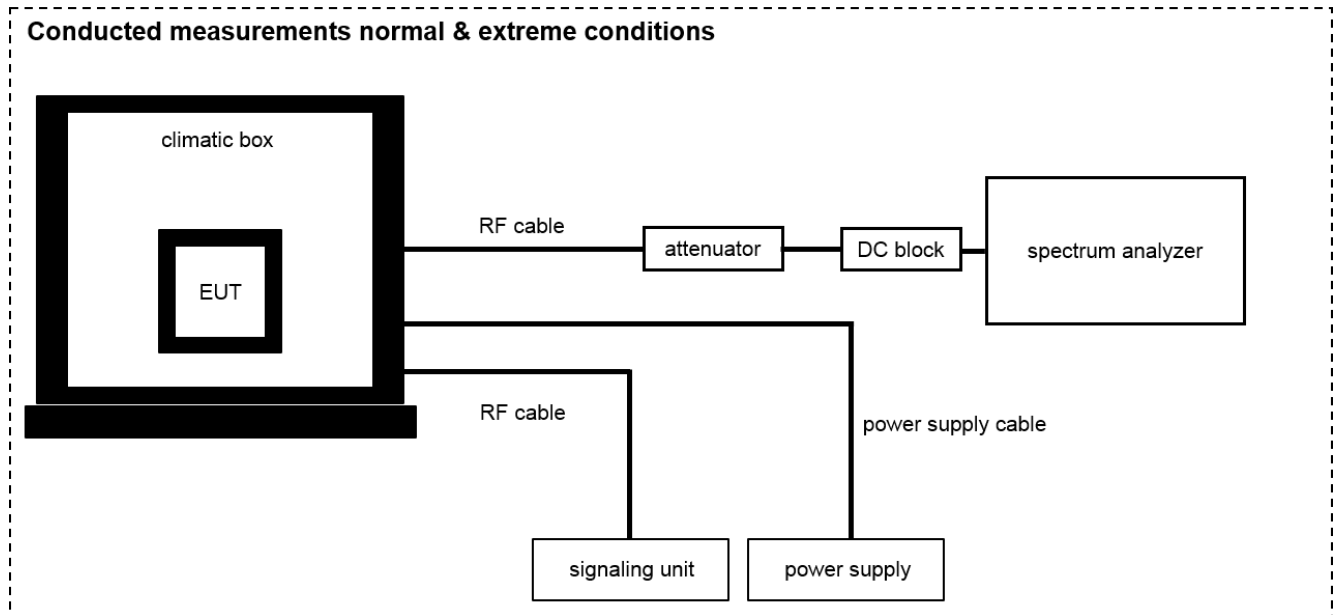 Conducted measurements normal & extreme conditions
climatic box
RF cable
attenuator
DC block
spectrum analyzer
EUT
RF cable
power supply cable
signaling unit
power supply